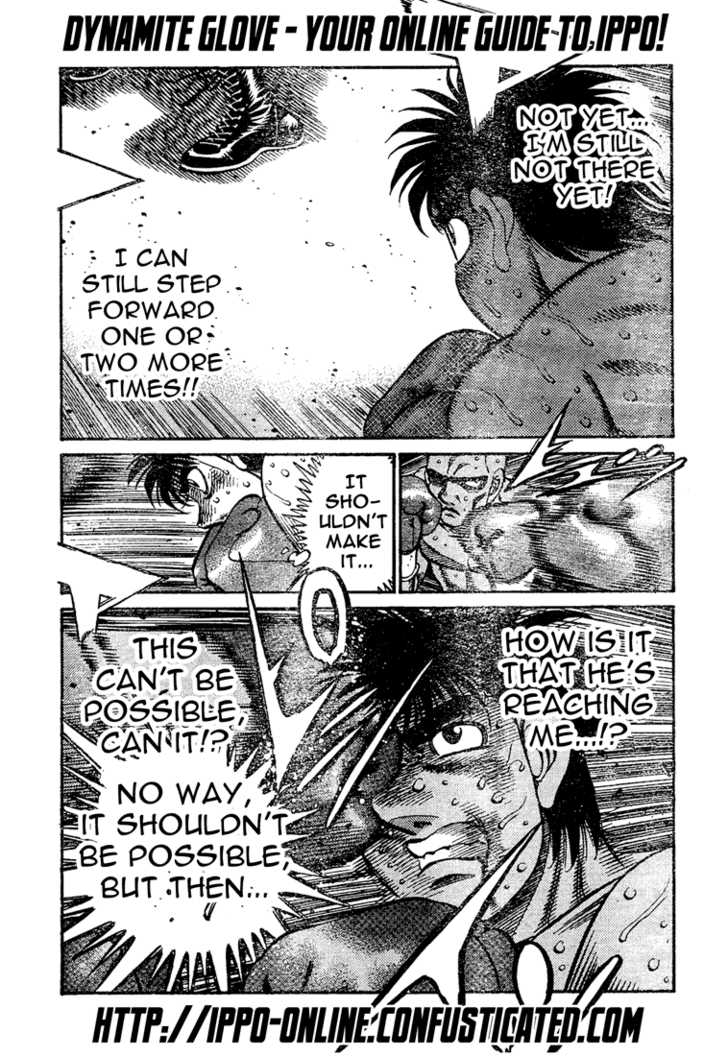 DYNAMITE GLOVE - YOUR ONLINE GUIDE TO IPPO!
NOT YET...
I'M STILL
NOT THERE
YET!
I CAN
STILL STEP
FORWARD
ONE OR
TWO MORE
TIMES!!
IT
SHO-
ULDN'T
MAKE
IT...
HOW IS IT
THAT HE'S
REACHING
ME...!?
THIS
CAN'T BE
POSSIBLE,
CAN IT!?
NO WAY,
IT SHOULDN'T
BE POSSIBLE,
BUT THEN...
HTTP://IPPO-ONLINE.CONFUSTICATED.COM